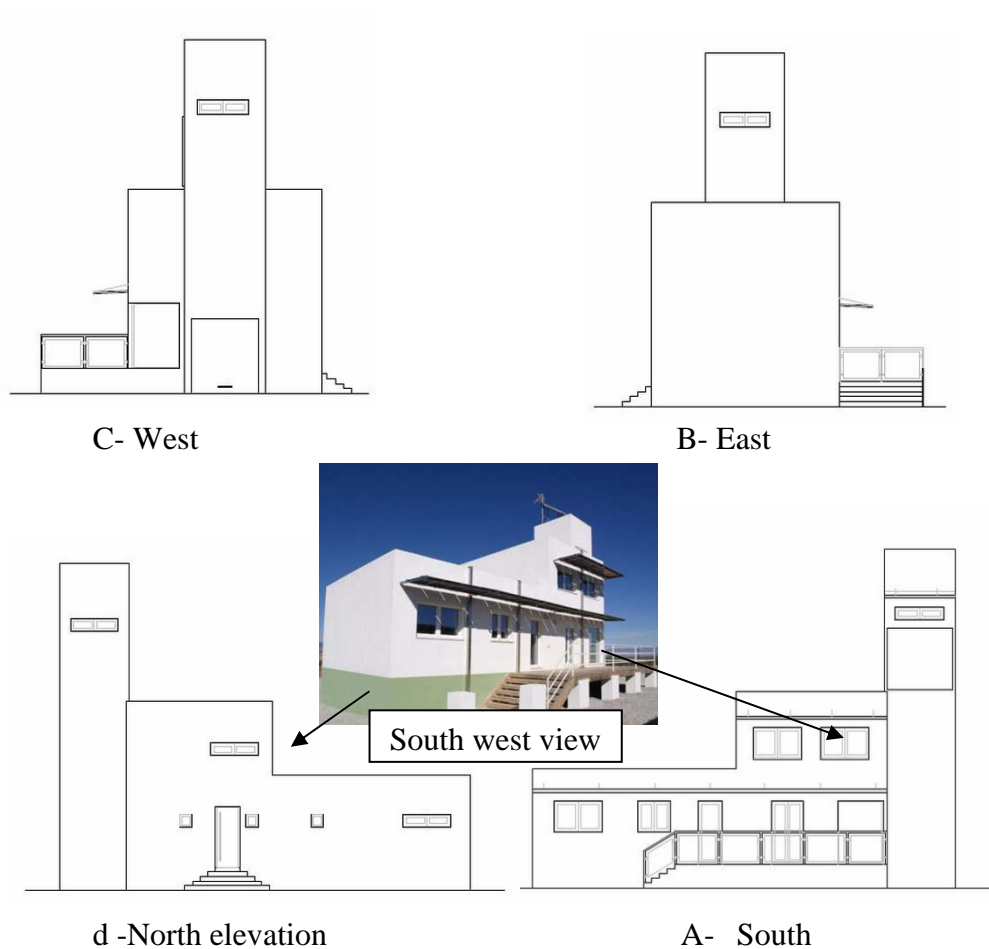 C- West
B- East
South west view
d -North elevation
A- South